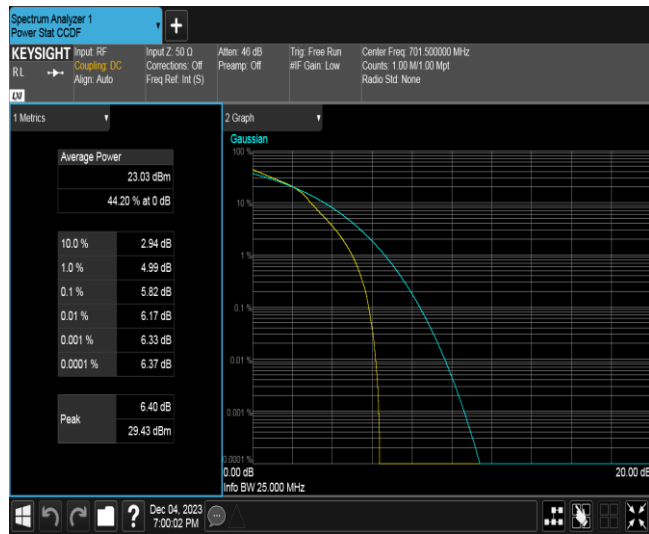 Spectrum Analyzer 1
Power Stat CCDF
+
KEYSIGHT Input: RF Input Z: 50 Ω Atten: 46 dB Trig: Free Run Center Freq: 701.500000 MHz
RL Coupling: DC Corrections: Off Preamp: Off #IF Gain: Low Counts: 1.00 M/1.00 Mpt
Align: Auto Freq Ref: Int (S) Radio Std: None
LXI
1 Metrics
Average Power
23.03 dBm
44.20 % at 0 dB
10.0 % 2.94 dB
1.0 % 4.99 dB
0.1 % 5.82 dB
0.01 % 6.17 dB
0.001 % 6.33 dB
0.0001 % 6.37 dB
Peak 6.40 dB
29.43 dBm
2 Graph
Gaussian
100 %
10 %
1 %
0.1 %
0.01 %
0.001 %
0.0001 %
0.00 dB 20.00 dB
Info BW 25.000 MHz
? Dec 04, 2023
7:00:02 PM